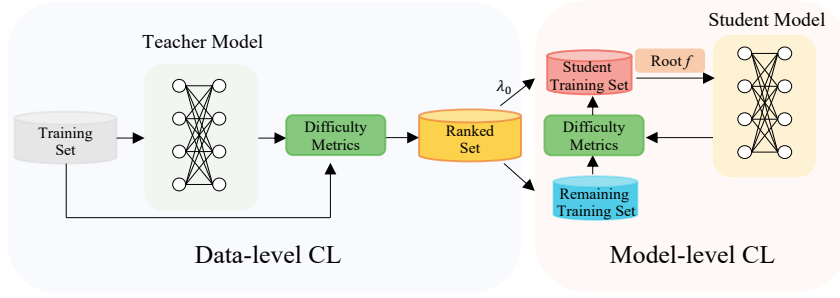 Teacher Model
Training
Set
Difficulty
Metrics
Ranked
Set
Data-level CL
Student Model
λ₀
Student
Training Set
Root f
Difficulty
Metrics
Remaining
Training Set
Model-level CL